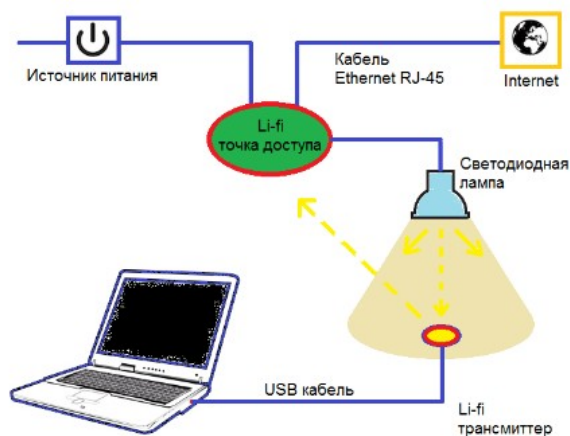 Источник питания
Кабель
Ethernet RJ-45
Internet
Li-fi
точка доступа
Светодиодная
лампа
USB кабель
Li-fi
трансмиттер